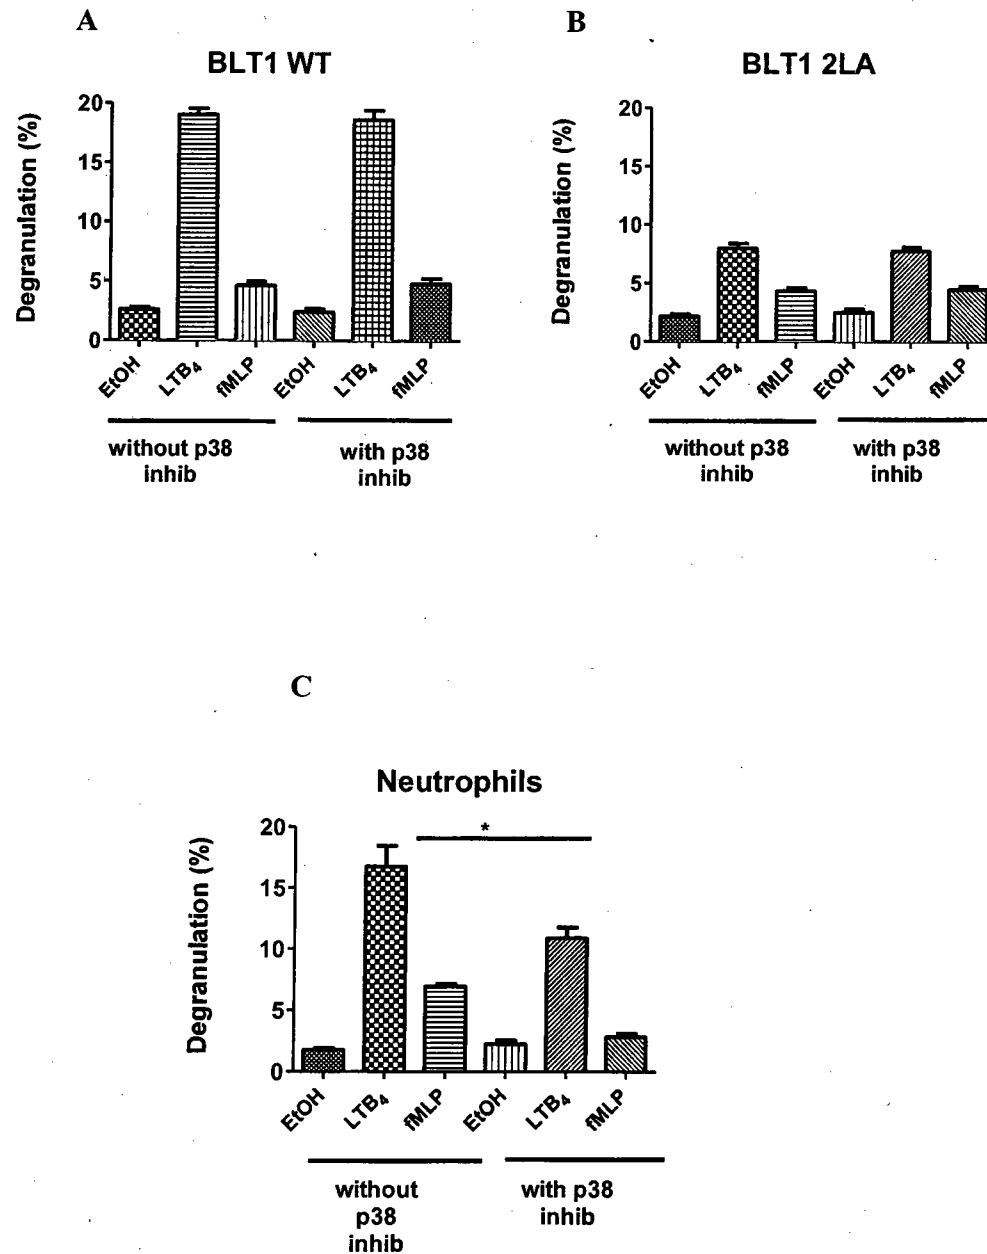 A
BLT1 WT
Degranulation (%)
20
15
10
5
0
EtOH
LTB4
fMLP
EtOH
LTB4
fMLP
without p38
inhib
with p38
inhib
B
BLT1 2LA
Degranulation (%)
20
15
10
5
0
EtOH
LTB4
fMLP
EtOH
LTB4
fMLP
without p38
inhib
with p38
inhib
C
Neutrophils
Degranulation (%)
20
15
10
5
0
*
EtOH
LTB4
fMLP
EtOH
LTB4
fMLP
without
p38
inhib
with p38
inhib